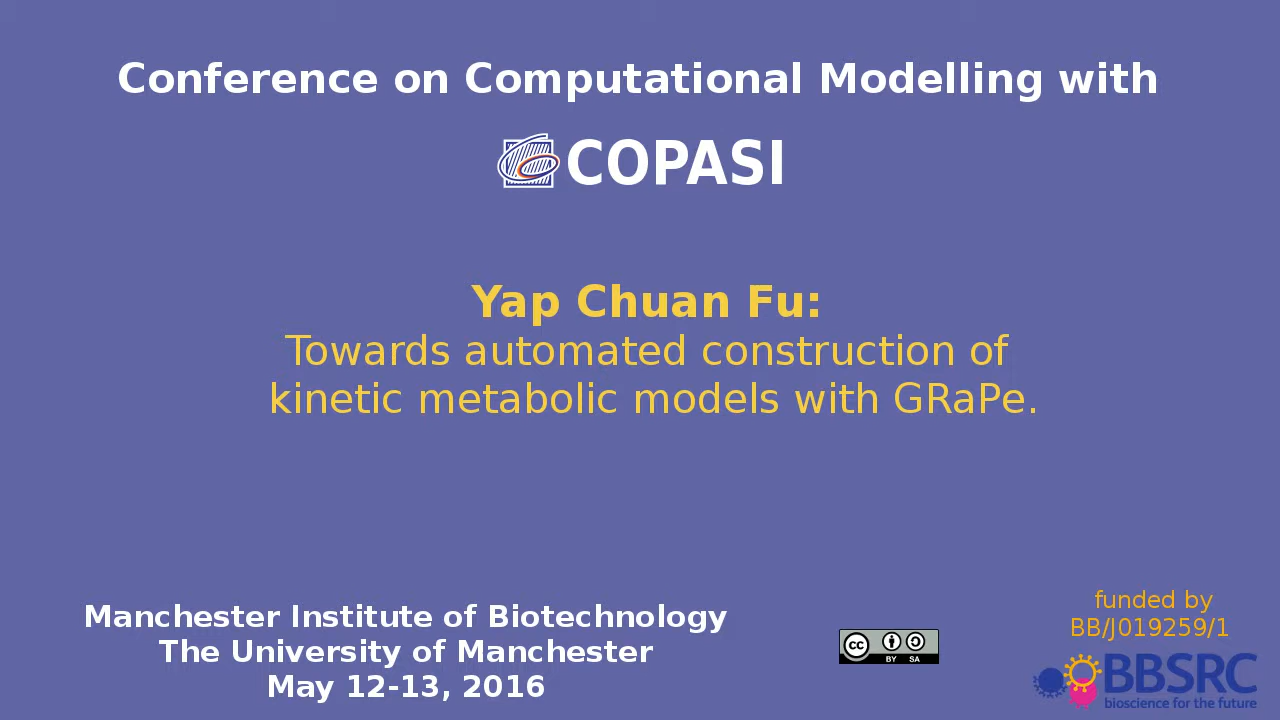 Conference on Computational Modelling with
COPASI
Yap Chuan Fu:
Towards automated construction of
kinetic metabolic models with GRaPe.
Manchester Institute of Biotechnology
The University of Manchester
May 12-13, 2016
cc BY SA
funded by
BB/J019259/1
BBSRC
bioscience for the future